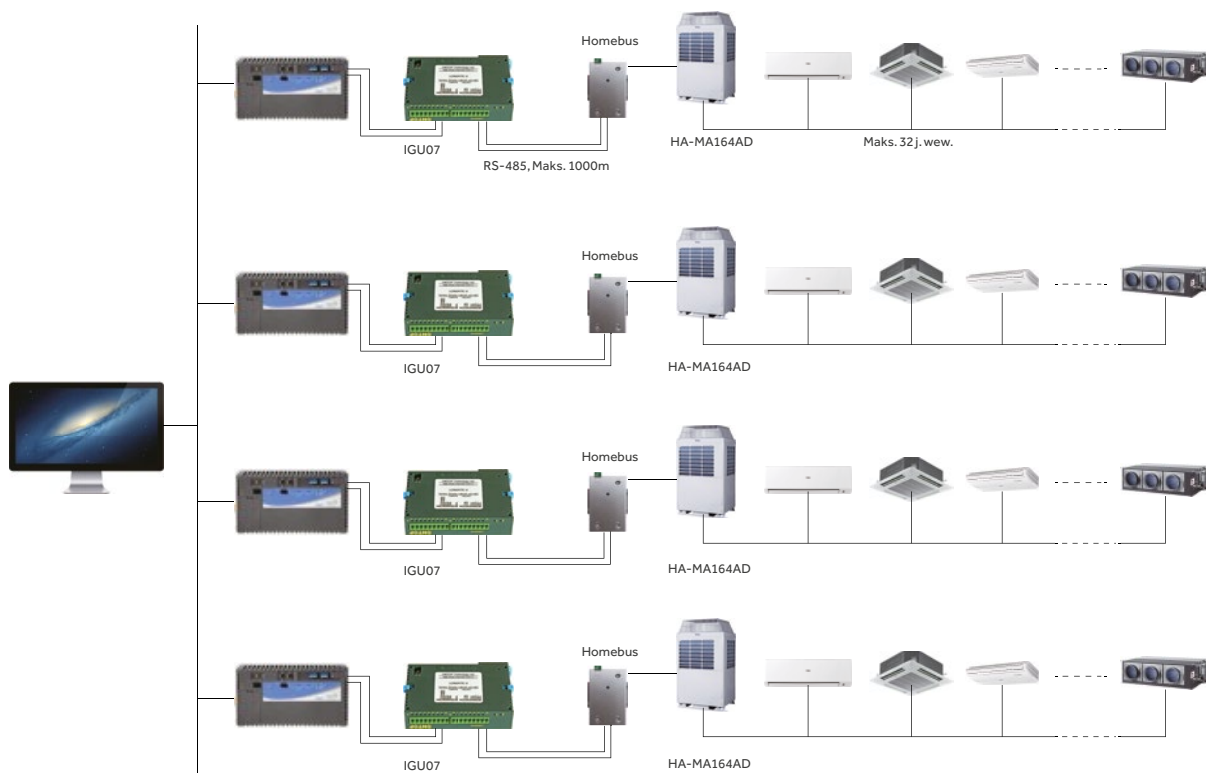 Homebus
IGU07
RS-485, Maks. 1000m
HA-MA164AD
Maks. 32 j. wew.
Homebus
IGU07
HA-MA164AD
Homebus
IGU07
HA-MA164AD
Homebus
IGU07
HA-MA164AD